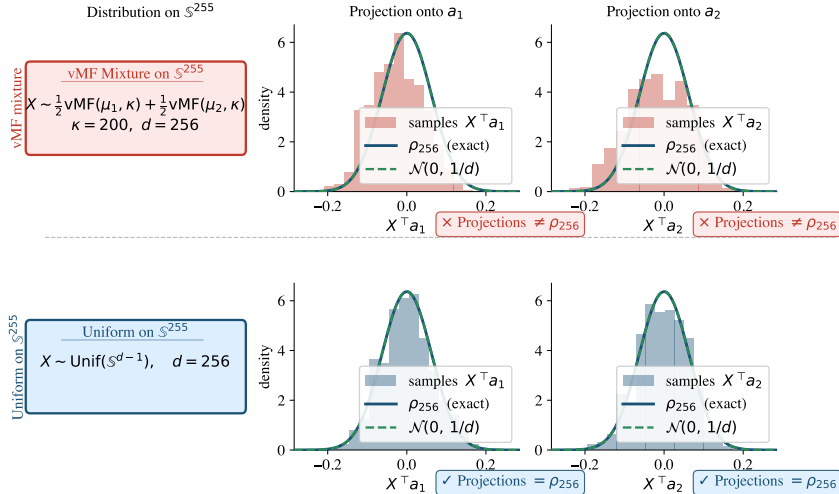 Distribution on 𝕊²⁵⁵
Projection onto a₁
Projection onto a₂
vMF mixture
vMF Mixture on 𝕊²⁵⁵
X ~ ½vMF(μ₁, κ) + ½vMF(μ₂, κ)
κ = 200, d = 256
density
6
4
2
0
samples X⊤a₁
ρ₂₅₆ (exact)
𝒩(0, 1/d)
−0.2
0.0
0.2
X⊤a₁
× Projections ≠ ρ₂₅₆
6
4
2
0
samples X⊤a₂
ρ₂₅₆ (exact)
𝒩(0, 1/d)
−0.2
0.0
0.2
X⊤a₂
× Projections ≠ ρ₂₅₆
Uniform on 𝕊²⁵⁵
Uniform on 𝕊²⁵⁵
X ~ Unif(𝕊ᵈ⁻¹), d = 256
density
6
4
2
0
samples X⊤a₁
ρ₂₅₆ (exact)
𝒩(0, 1/d)
−0.2
0.0
0.2
X⊤a₁
✓ Projections = ρ₂₅₆
6
4
2
0
samples X⊤a₂
ρ₂₅₆ (exact)
𝒩(0, 1/d)
−0.2
0.0
0.2
X⊤a₂
✓ Projections = ρ₂₅₆